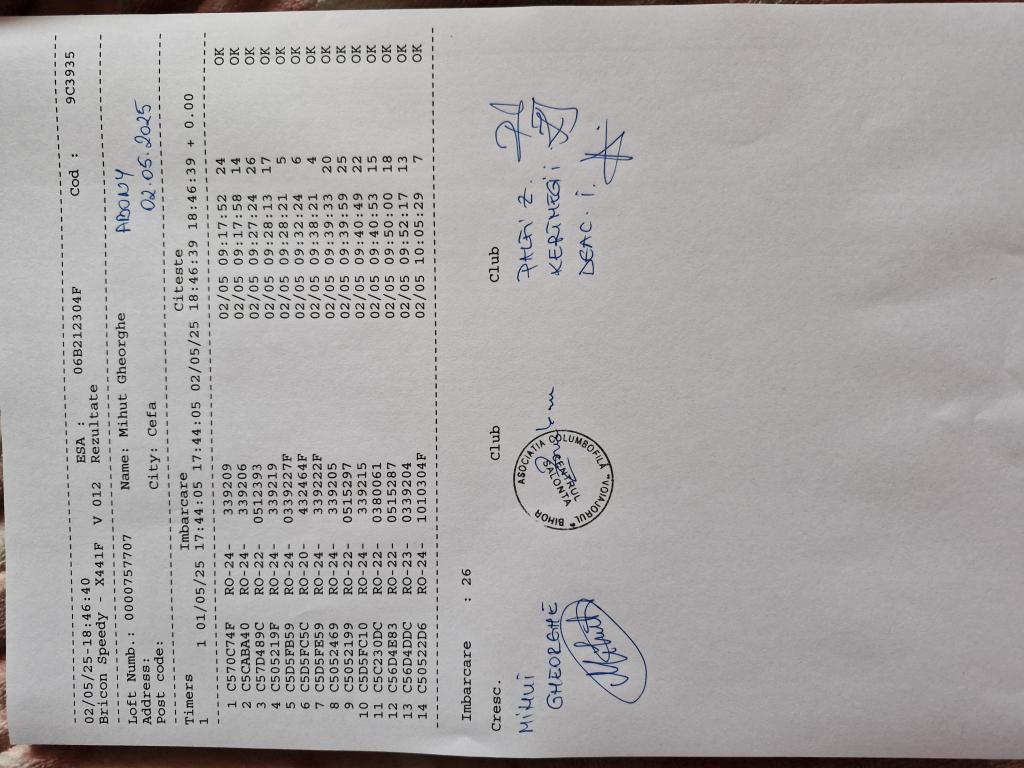 02/05/25-18:46:40 ESA : 06B212304F Cod : 9C3935
Bricon Speedy - X441F V 012 Rezultate
Loft Numb.: 0000757707 Name: Mihut Gheorghe ABONY
Address:
Post code: City: Cefa 02.05.2025
Timers Imbarcare Citeste
1 1 01/05/25 17:44:05 17:44:05 02/05/25 18:46:39 18:46:39 + 0.00
1 C570C74F RO-24- 339209 02/05 09:17:52 24 OK
2 C5CABA40 RO-24- 339206 02/05 09:17:58 14 OK
3 C57D489C RO-22- 0512393 02/05 09:27:24 26 OK
4 C505219F RO-24- 339219 02/05 09:28:13 17 OK
5 C5D5FB59 RO-24- 0339227F 02/05 09:28:21 5 OK
6 C5D5FC5C RO-20- 432464F 02/05 09:32:24 6 OK
7 C5D5FE59 RO-24- 339222F 02/05 09:38:21 4 OK
8 C5052469 RO-24- 339205 02/05 09:39:33 20 OK
9 C5052199 RO-22- 0515297 02/05 09:39:59 25 OK
10 C5D5FC10 RO-24- 339215 02/05 09:40:49 22 OK
11 C5C230DC RO-22- 0380061 02/05 09:40:53 15 OK
12 C56D4E83 RO-22- 0515287 02/05 09:50:00 18 OK
13 C56D4DDC RO-23- 0339204 02/05 09:52:17 13 OK
14 C50522D6 RO-24- 1010304F 02/05 10:05:29 7 OK
Imbarcare : 26
Cresc. Club Club
MIHUI
GHEORGHE
ASOCIATIA COLUMBOFILĂ
"VOIAJORUL" BIHOR
CENTRUL
SALONTA
PALFI Z.
KERTMEGI i
DEAC. I.